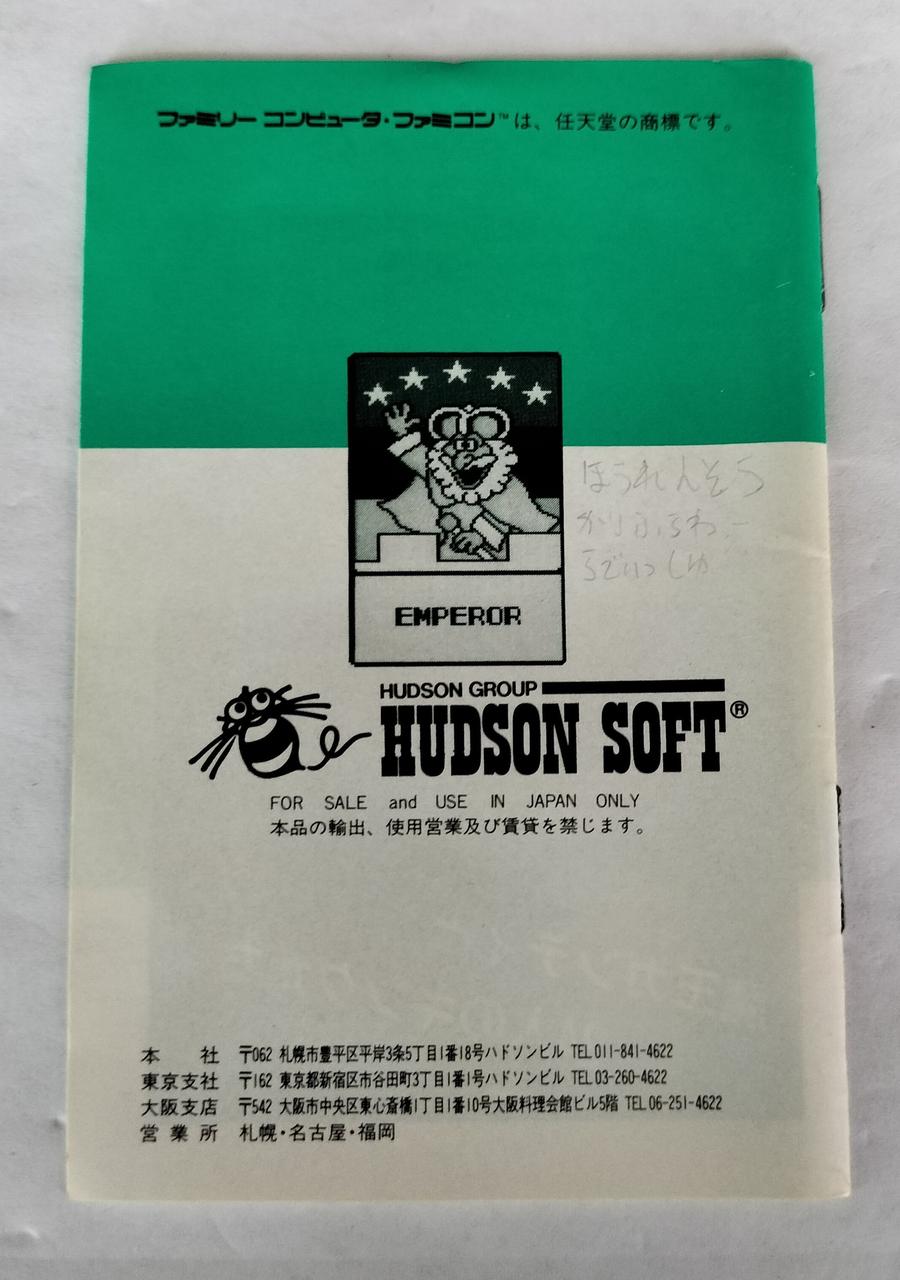 ファミリー コンピュータ・ファミコン™は、任天堂の商標です。
ほうれんそう
EMPEROR
HUDSON GROUP
HUDSON SOFT®
FOR SALE and USE IN JAPAN ONLY
本品の輸出、使用営業及び賃貸を禁じます。
本 社 〒062 札幌市豊平区平岸3条5丁目1番18号ハドソンビル TEL 011-841-4622
東京支社 〒162 東京都新宿区市谷田町3丁目1番1号ハドソンビル TEL 03-260-4622
大阪支店 〒542 大阪市中央区東心斎橋1丁目1番10号大阪料理会館ビル5階 TEL 06-251-4622
営業所 札幌・名古屋・福岡